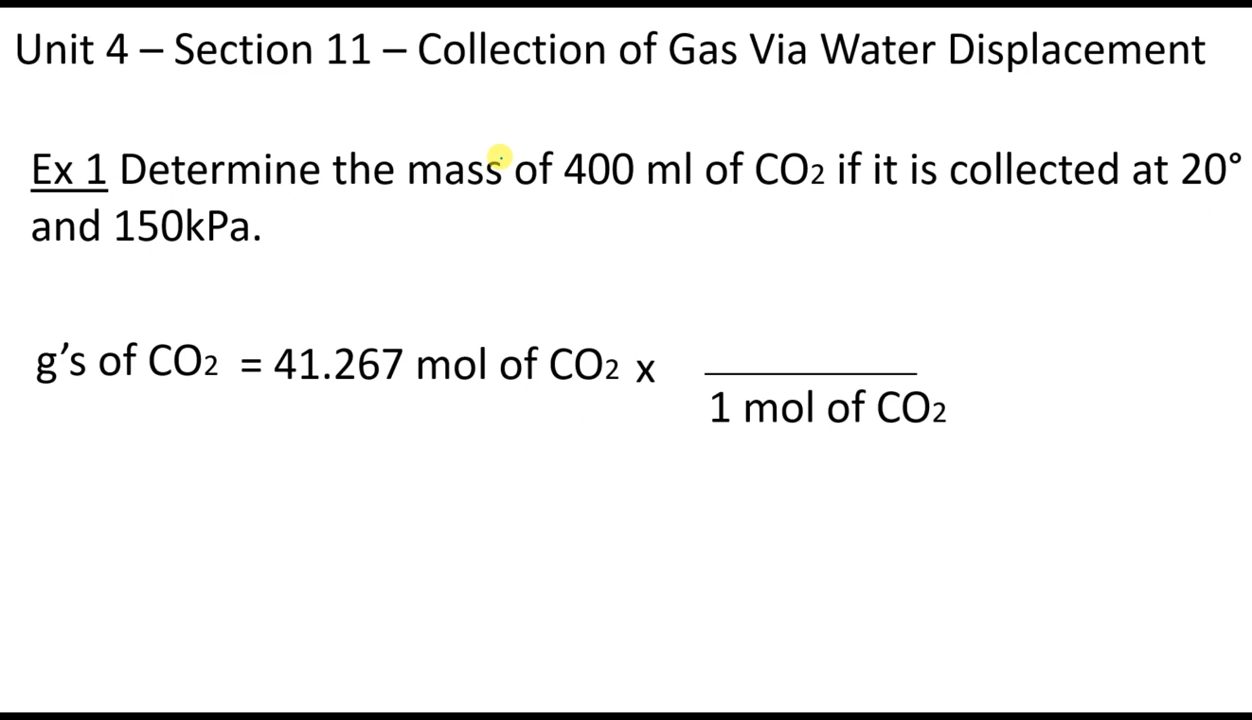 Unit 4 – Section 11 – Collection of Gas Via Water Displacement
Ex 1 Determine the mass of 400 ml of CO2 if it is collected at 20°
and 150kPa.
g’s of CO2 = 41.267 mol of CO2 x
1 mol of CO2